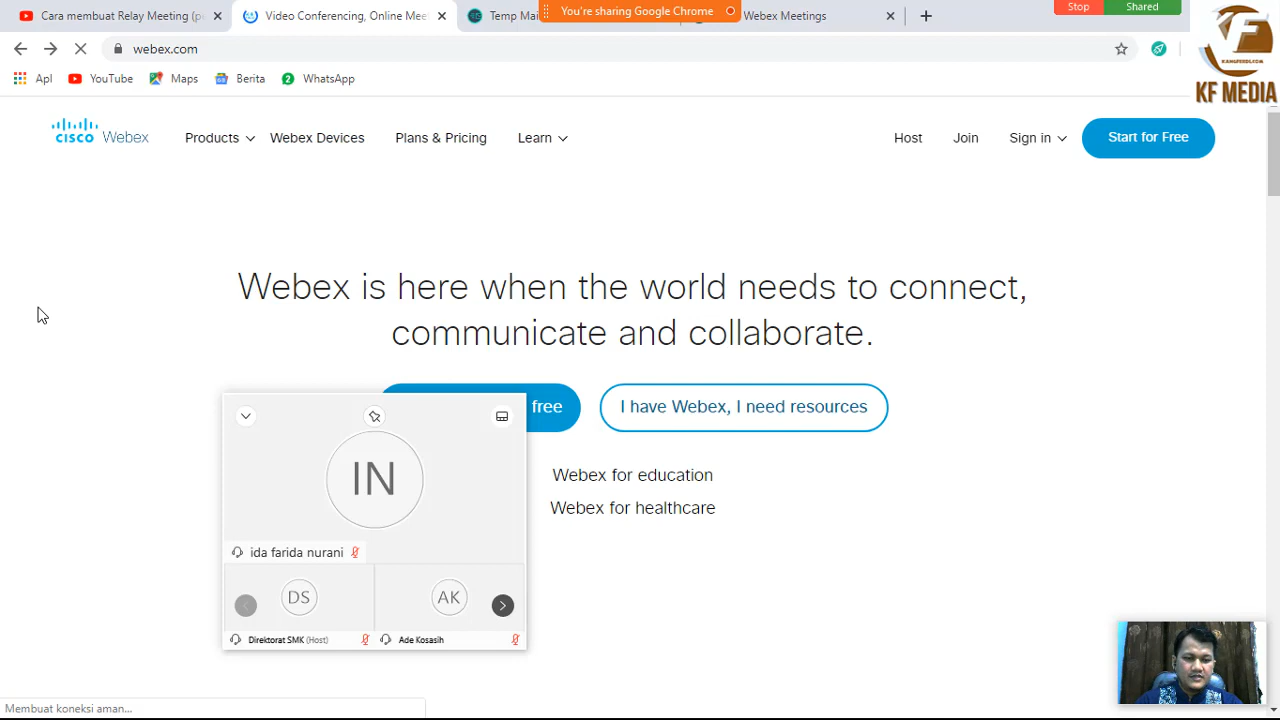 Cara membuat Relay Meeting (p
Video Conferencing, Online Mee
Temp Mai
You're sharing Google Chrome
Webex Meetings
Stop
Shared
webex.com
Apl
YouTube
Maps
Berita
2
WhatsApp
KANGFERDI.COM
KF MEDIA
CISCO Webex
Products
Webex Devices
Plans & Pricing
Learn
Host
Join
Sign in
Start for Free
Webex is here when the world needs to connect,
communicate and collaborate.
free
I have Webex, I need resources
Webex for education
Webex for healthcare
IN
ida farida nurani
DS
AK
Direktorat SMK (Host)
Ade Kosasih
Membuat koneksi aman...